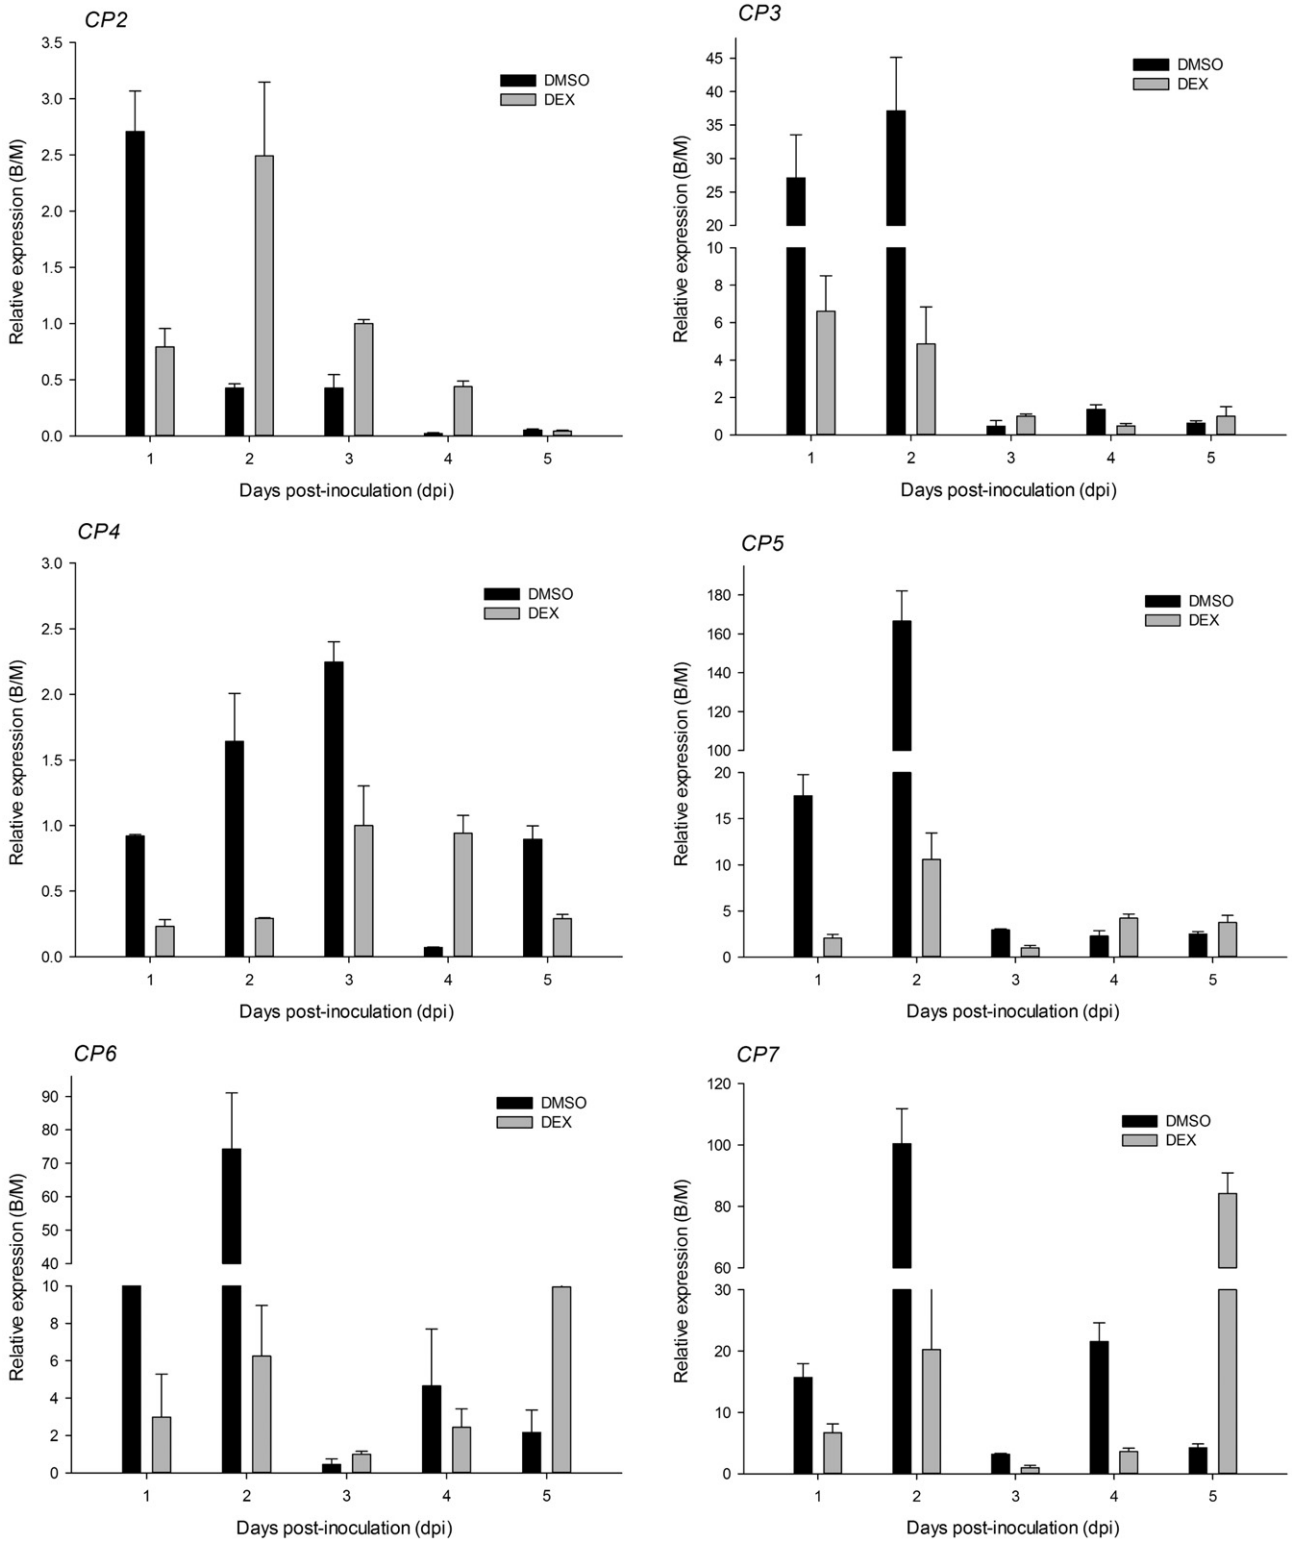 CP2
3.5
3.0
2.5
2.0
1.5
1.0
0.5
0.0
Relative expression (B/M)
DMSO
DEX
1 2 3 4 5
Days post-inoculation (dpi)
CP3
45
40
35
30
25
20
10
8
6
4
2
0
Relative expression (B/M)
DMSO
DEX
1 2 3 4 5
Days post-inoculation (dpi)
CP4
3.0
2.5
2.0
1.5
1.0
0.5
0.0
Relative expression (B/M)
DMSO
DEX
1 2 3 4 5
Days post-inoculation (dpi)
CP5
180
160
140
120
100
20
15
10
5
0
Relative expression (B/M)
DMSO
DEX
1 2 3 4 5
Days post-inoculation (dpi)
CP6
90
80
70
60
50
40
10
8
6
4
2
0
Relative expression (B/M)
DMSO
DEX
1 2 3 4 5
Days post-inoculation (dpi)
CP7
120
100
80
60
30
20
10
0
Relative expression (B/M)
DMSO
DEX
1 2 3 4 5
Days post-inoculation (dpi)